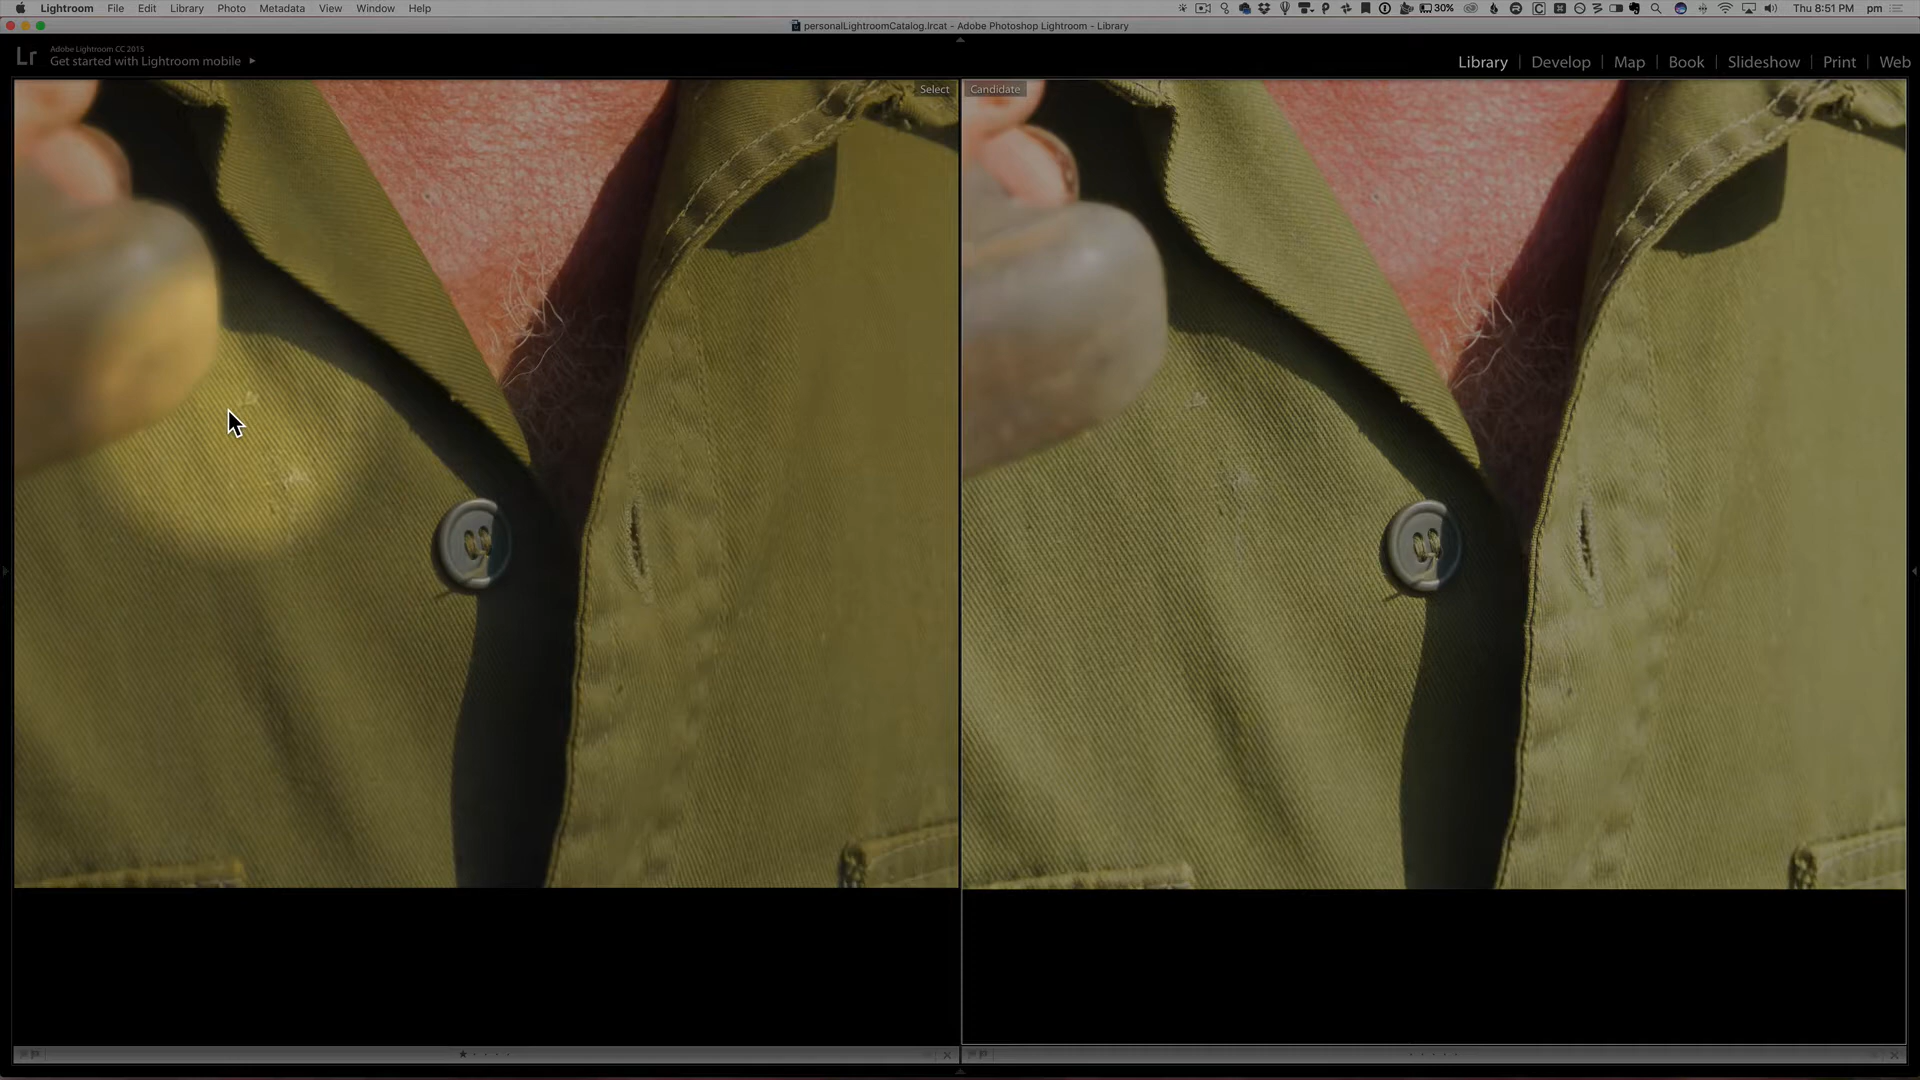 Lightroom File Edit Library Photo Metadata View Window Help 30% Thu 8:51 PM pm
personalLightroomCatalog.lrcat - Adobe Photoshop Lightroom - Library
Lr
Adobe Lightroom CC 2015
Get started with Lightroom mobile
Library | Develop | Map | Book | Slideshow | Print | Web
Select
Candidate